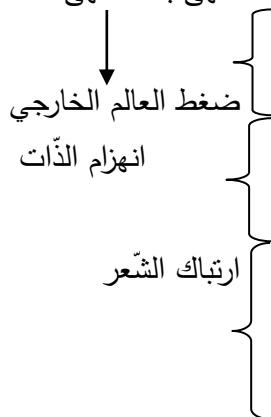 ضغط العالم الخارجي
انهزام الذّات
ارتباك الشّعر